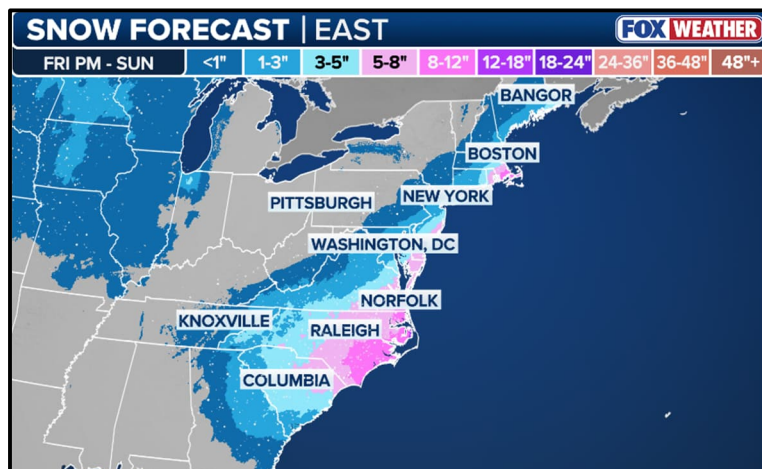 SNOW FORECAST | EAST
FOX WEATHER
FRI PM - SUN
<1"
1-3"
3-5"
5-8"
8-12"
12-18"
18-24"
24-36"
36-48"
48"+
BANGOR
BOSTON
NEW YORK
PITTSBURGH
WASHINGTON, DC
NORFOLK
KNOXVILLE
RALEIGH
COLUMBIA